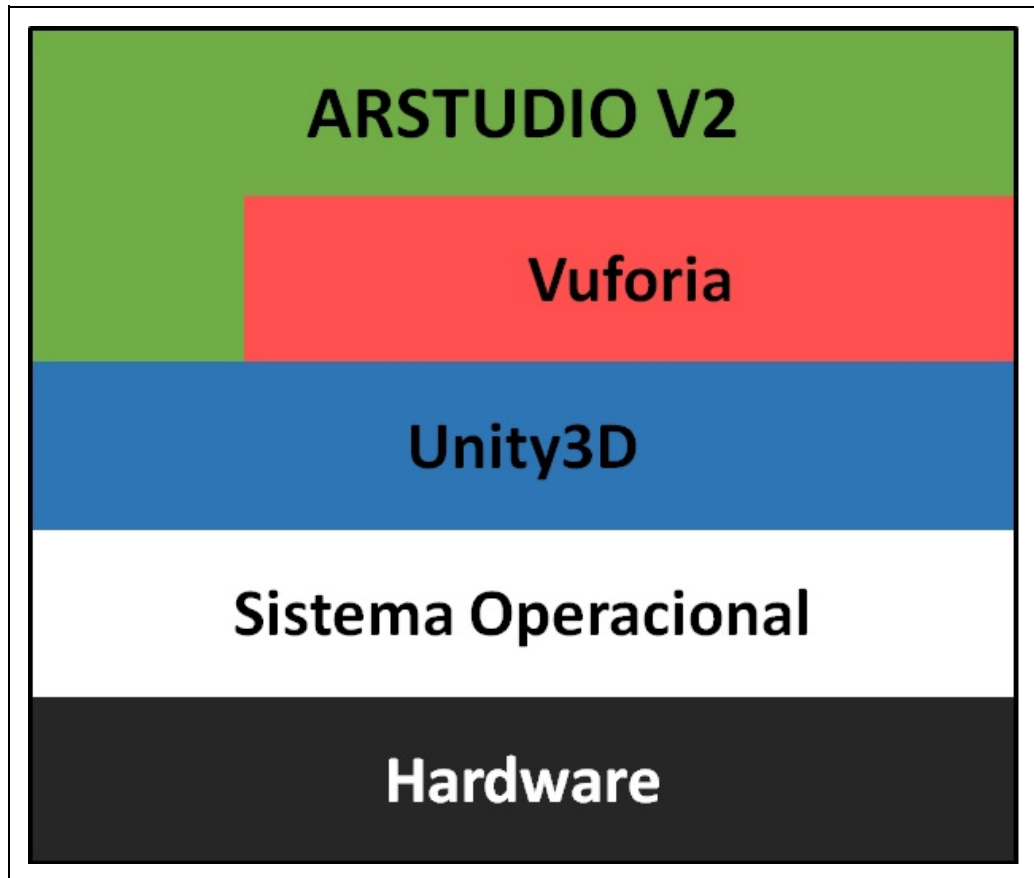 ARSTUDIO V2
Vuforia
Unity3D
Sistema Operacional
Hardware